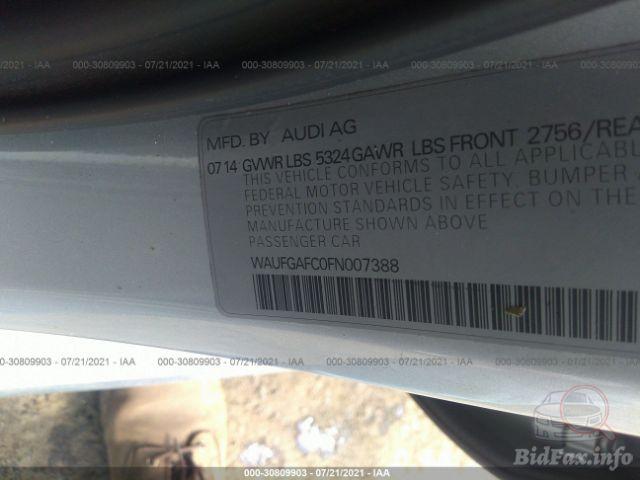 000-30809903 - 07/21/2021 - IAA
000-30809903 - 07/21/2021 - IAA
000-30809903 - 07/21/2021 - IAA
MFD. BY AUDI AG
07 14 GVWR LBS 5324 GAWR LBS FRONT 2756/REA
THIS VEHICLE CONFORMS TO ALL APPLICABL
FEDERAL MOTOR VEHICLE SAFETY, BUMPER
PREVENTION STANDARDS IN EFFECT ON THE
MANUFACTURE SHOWN ABOVE
PASSENGER CAR
WAUFGAFC0FN007388
- IAA
000-30809903 - 07/21/2021 - IAA
000-30809903 - 07/21/2021 - IAA
000-30809903 - 07/21/2021 - IAA
BidFax.info
000-30809903 - 07/21/2021 - IAA